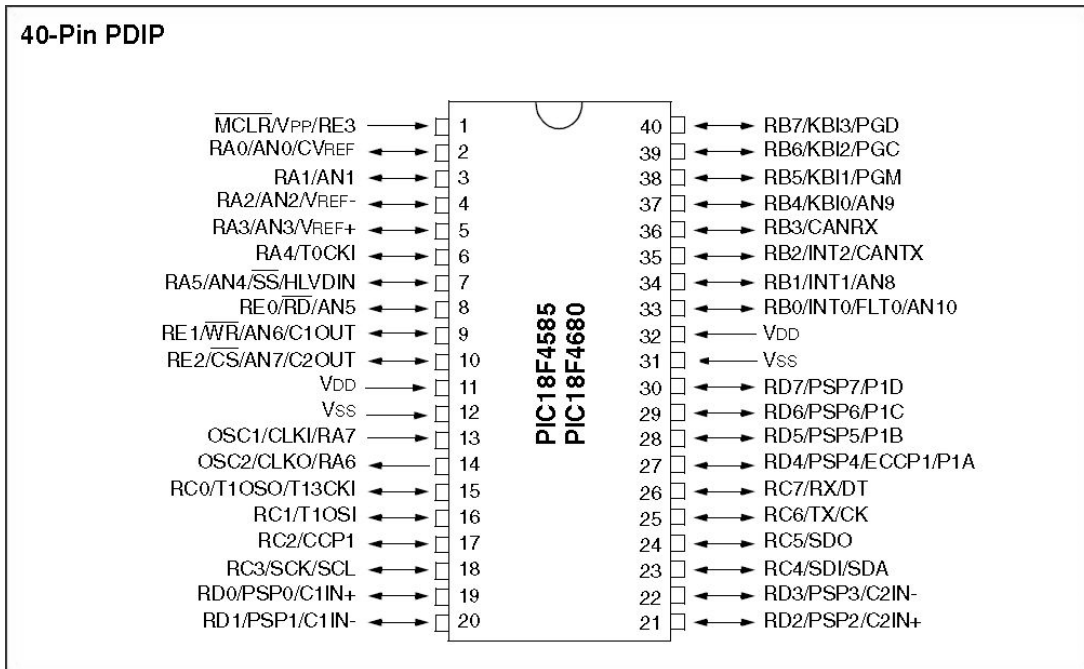 40-Pin PDIP
MCLR/VPP/RE3 1
RA0/AN0/CVREF 2
RA1/AN1 3
RA2/AN2/VREF- 4
RA3/AN3/VREF+ 5
RA4/T0CKI 6
RA5/AN4/SS/HLVDIN 7
RE0/RD/AN5 8
RE1/WR/AN6/C1OUT 9
RE2/CS/AN7/C2OUT 10
VDD 11
VSS 12
OSC1/CLKI/RA7 13
OSC2/CLKO/RA6 14
RC0/T1OSO/T13CKI 15
RC1/T1OSI 16
RC2/CCP1 17
RC3/SCK/SCL 18
RD0/PSP0/C1IN+ 19
RD1/PSP1/C1IN- 20
PIC18F4585
PIC18F4680
40 RB7/KBI3/PGD
39 RB6/KBI2/PGC
38 RB5/KBI1/PGM
37 RB4/KBI0/AN9
36 RB3/CANRX
35 RB2/INT2/CANTX
34 RB1/INT1/AN8
33 RB0/INT0/FLT0/AN10
32 VDD
31 VSS
30 RD7/PSP7/P1D
29 RD6/PSP6/P1C
28 RD5/PSP5/P1B
27 RD4/PSP4/ECCP1/P1A
26 RC7/RX/DT
25 RC6/TX/CK
24 RC5/SDO
23 RC4/SDI/SDA
22 RD3/PSP3/C2IN-
21 RD2/PSP2/C2IN+